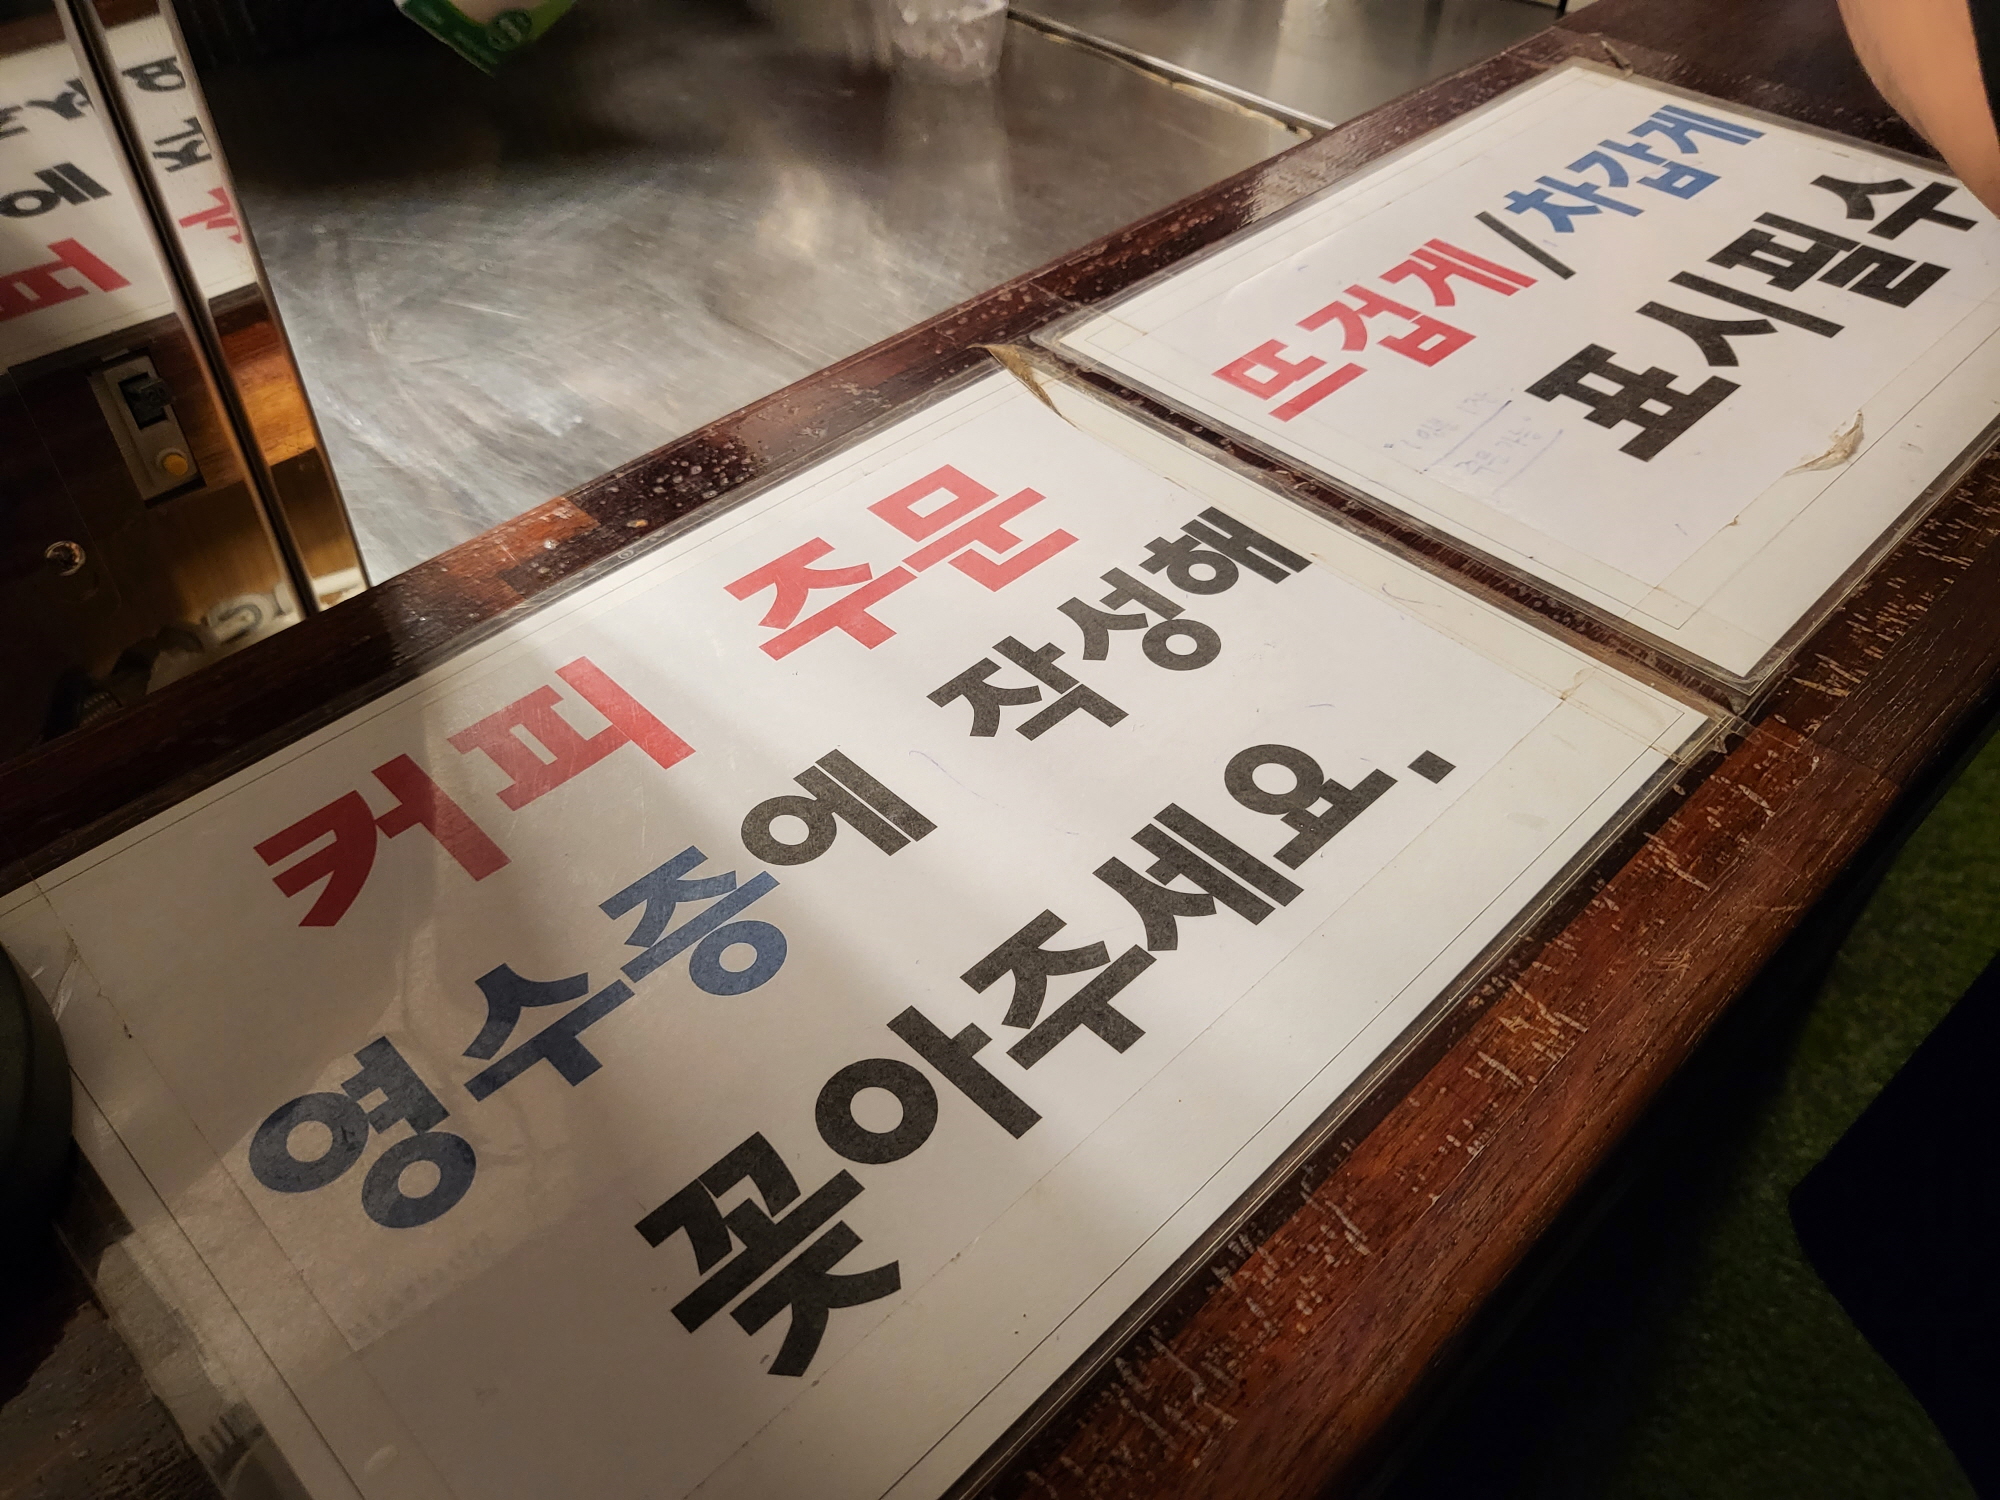 커피 주문
영수증에 작성해
꽂아주세요.
뜨겁게/차갑게
표시필수